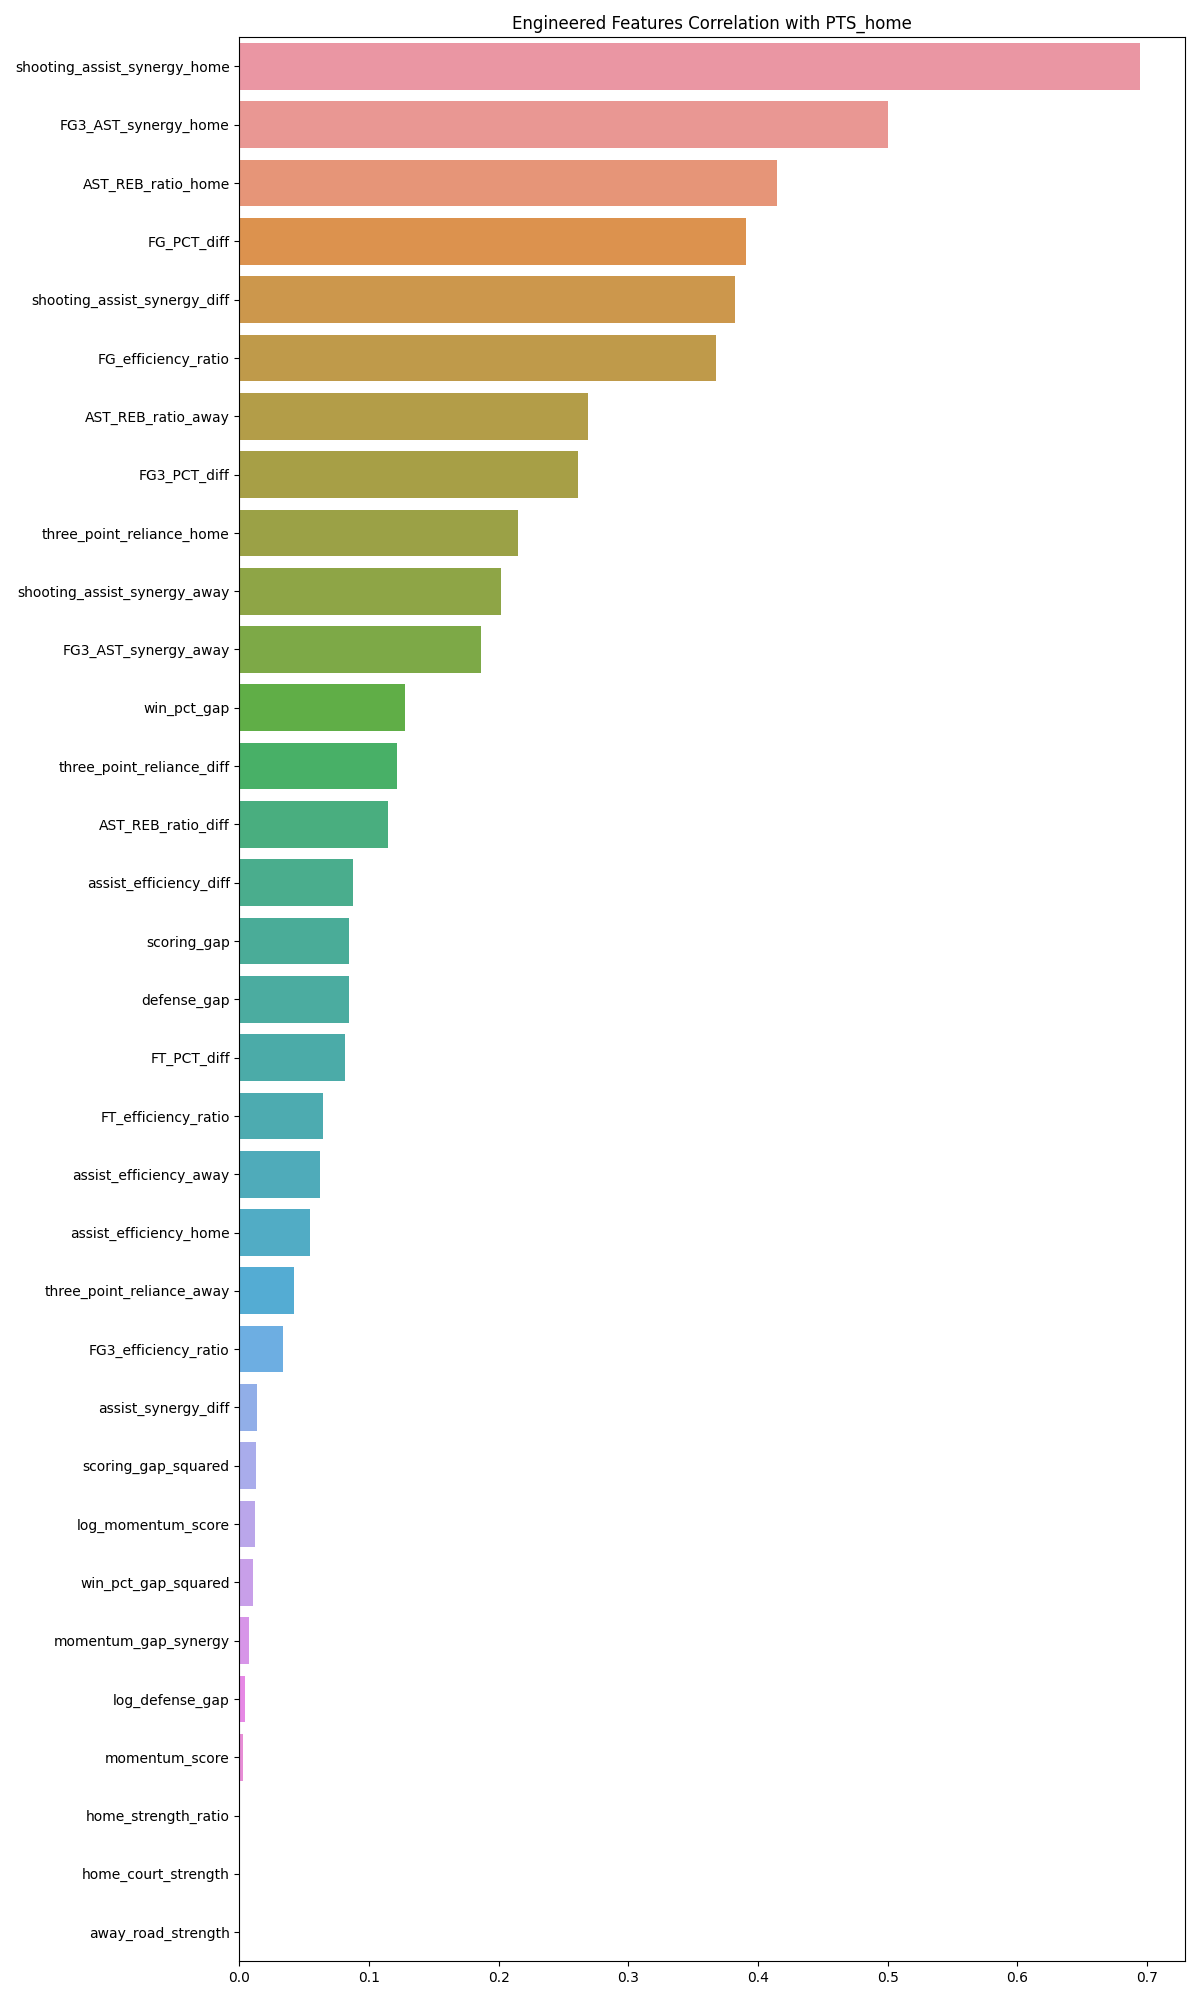 Engineered Features Correlation with PTS_home
shooting_assist_synergy_home
FG3_AST_synergy_home
AST_REB_ratio_home
FG_PCT_diff
shooting_assist_synergy_diff
FG_efficiency_ratio
AST_REB_ratio_away
FG3_PCT_diff
three_point_reliance_home
shooting_assist_synergy_away
FG3_AST_synergy_away
win_pct_gap
three_point_reliance_diff
AST_REB_ratio_diff
assist_efficiency_diff
scoring_gap
defense_gap
FT_PCT_diff
FT_efficiency_ratio
assist_efficiency_away
assist_efficiency_home
three_point_reliance_away
FG3_efficiency_ratio
assist_synergy_diff
scoring_gap_squared
log_momentum_score
win_pct_gap_squared
momentum_gap_synergy
log_defense_gap
momentum_score
home_strength_ratio
home_court_strength
away_road_strength
0.0 0.1 0.2 0.3 0.4 0.5 0.6 0.7